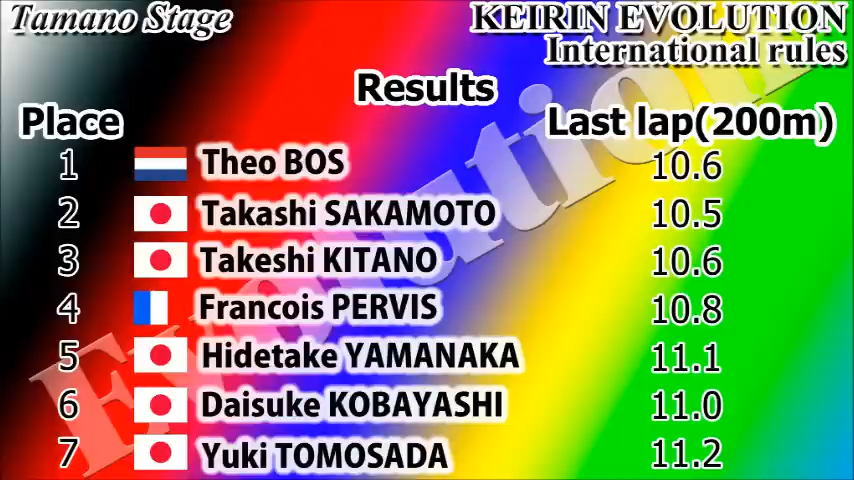 Tamano Stage
KEIRIN EVOLUTION
International rules
Results
Place Last lap(200m)
1 Theo BOS 10.6
2 Takashi SAKAMOTO 10.5
3 Takeshi KITANO 10.6
4 Francois PERVIS 10.8
5 Hidetake YAMANAKA 11.1
6 Daisuke KOBAYASHI 11.0
7 Yuki TOMOSADA 11.2
Evolution